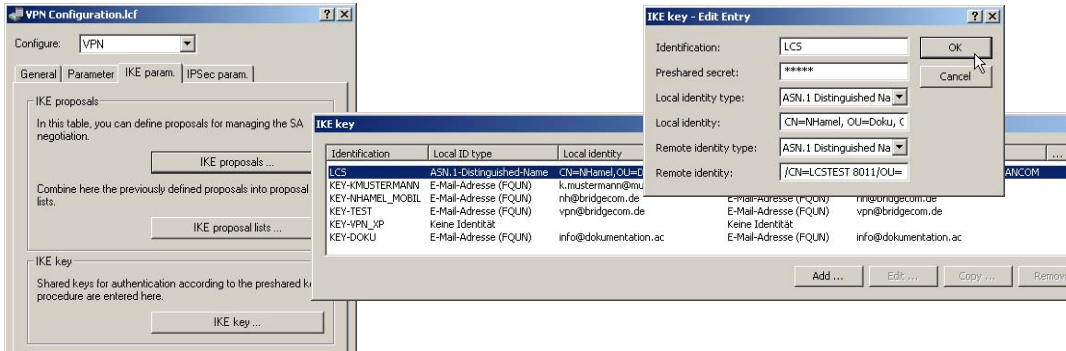 VPN Configuration.lcf
Configure: VPN
General Parameter IKE param. IPSec param.
IKE proposals
In this table, you can define proposals for managing the SA
negotiation.
IKE proposals ...
Combine here the previously defined proposals into proposal
lists.
IKE proposal lists ...
IKE key
Shared keys for authentication according to the preshared
procedure are entered here.
IKE key ...
IKE key
Identification Local ID type Local identity ...
LCS ASN.1-Distinguished-Name CN=NHamel,OU=D ANCOM
KEY-KMUSTERMANN E-Mail-Adresse (FQUN) k.mustermann@mu
KEY-NHAMEL_MOBIL E-Mail-Adresse (FQUN) nh@bridgecom.de E-Mail-Adresse (FQUN) nh@bridgecom.de
KEY-TEST E-Mail-Adresse (FQUN) vpn@bridgecom.de E-Mail-Adresse (FQUN) vpn@bridgecom.de
KEY-VPN_XP Keine Identität Keine Identität
KEY-DOKU E-Mail-Adresse (FQUN) info@dokumentation.ac E-Mail-Adresse (FQUN) info@dokumentation.ac
Add ... Edit ... Copy ... Remove
IKE key - Edit Entry
Identification: LCS OK
Preshared secret: ***** Cancel
Local identity type: ASN.1 Distinguished Na
Local identity: CN=NHamel, OU=Doku, C
Remote identity type: ASN.1 Distinguished Na
Remote identity: /CN=LCSTEST 8011/OU=